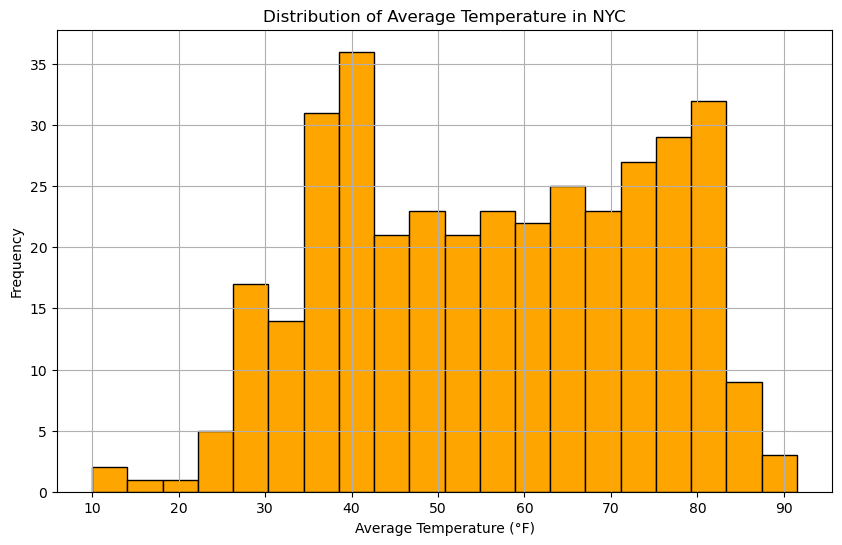 Distribution of Average Temperature in NYC
Frequency
35
30
25
20
15
10
5
0
10 20 30 40 50 60 70 80 90
Average Temperature (°F)